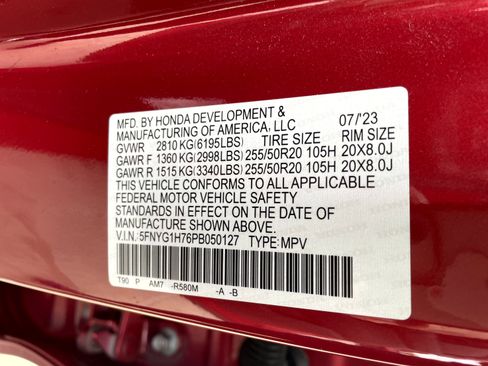 MFD. BY HONDA DEVELOPMENT & 07/'23
MANUFACTURING OF AMERICA, LLC
GVWR 2810 KG(6195LBS) TIRE SIZE RIM SIZE
GAWR F 1360 KG(2998LBS) 255/50R20 105H 20X8.0J
GAWR R 1515 KG(3340LBS) 255/50R20 105H 20X8.0J
THIS VEHICLE CONFORMS TO ALL APPLICABLE
FEDERAL MOTOR VEHICLE SAFETY
STANDARDS IN EFFECT ON THE DATE OF
MANUFACTURE SHOWN ABOVE.
V.I.N.: 5FNYG1H76PB050127 TYPE: MPV
T90 P AM7 -R580M -A -B